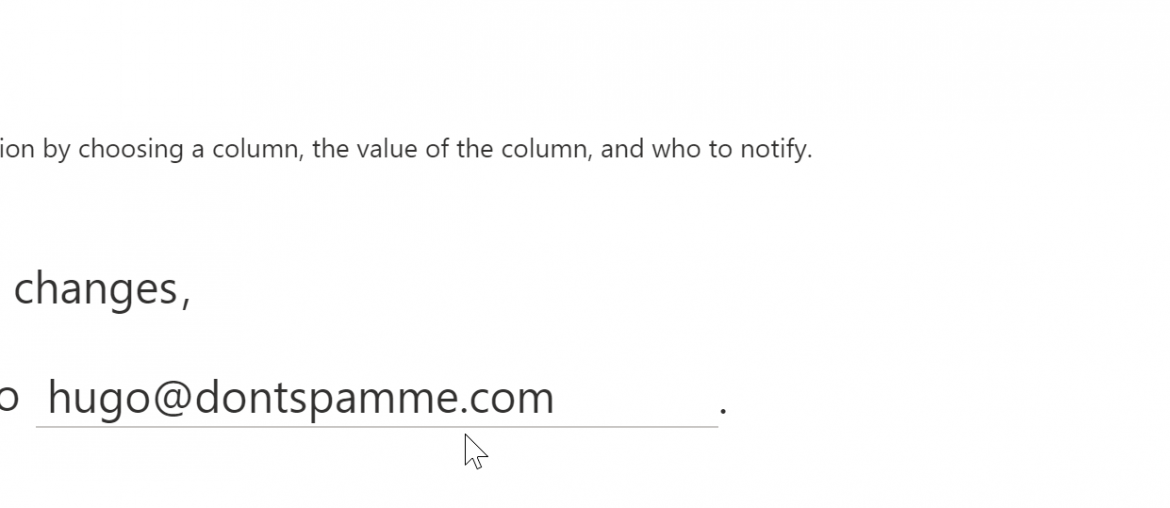 ion by choosing a column, the value of the column, and who to notify.
changes,
o hugo@dontspamme.com .